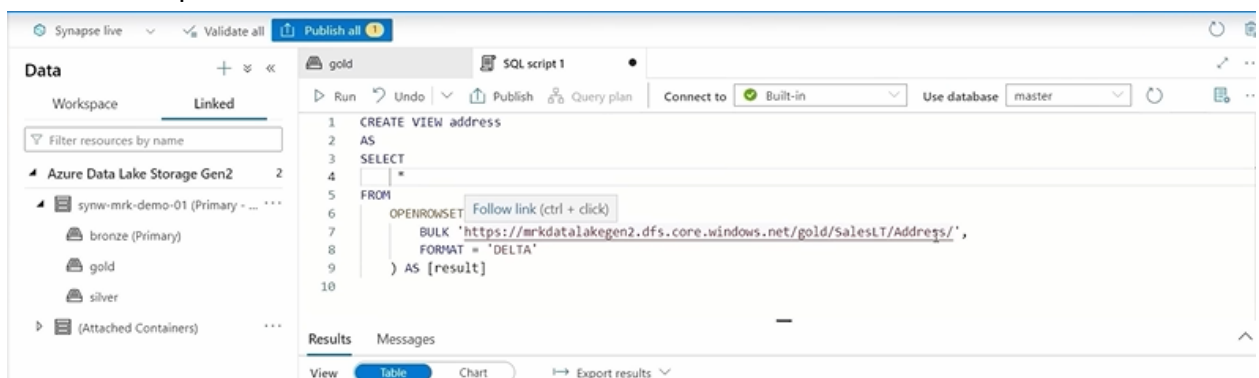 Synapse live
Validate all
Publish all 1
Data
Workspace
Linked
Filter resources by name
Azure Data Lake Storage Gen2 2
synw-mrk-demo-01 (Primary - ...
bronze (Primary)
gold
silver
(Attached Containers)
gold
SQL script 1
Run Undo Publish Query plan Connect to Built-in Use database master
1 CREATE VIEW address
2 AS
3 SELECT
4 *
5 FROM
6 OPENROWSET
Follow link (ctrl + click)
7 BULK 'https://mrkdatalakegen2.dfs.core.windows.net/gold/SalesLT/Address/',
8 FORMAT = 'DELTA'
9 ) AS [result]
10
Results Messages
View Table Chart Export results